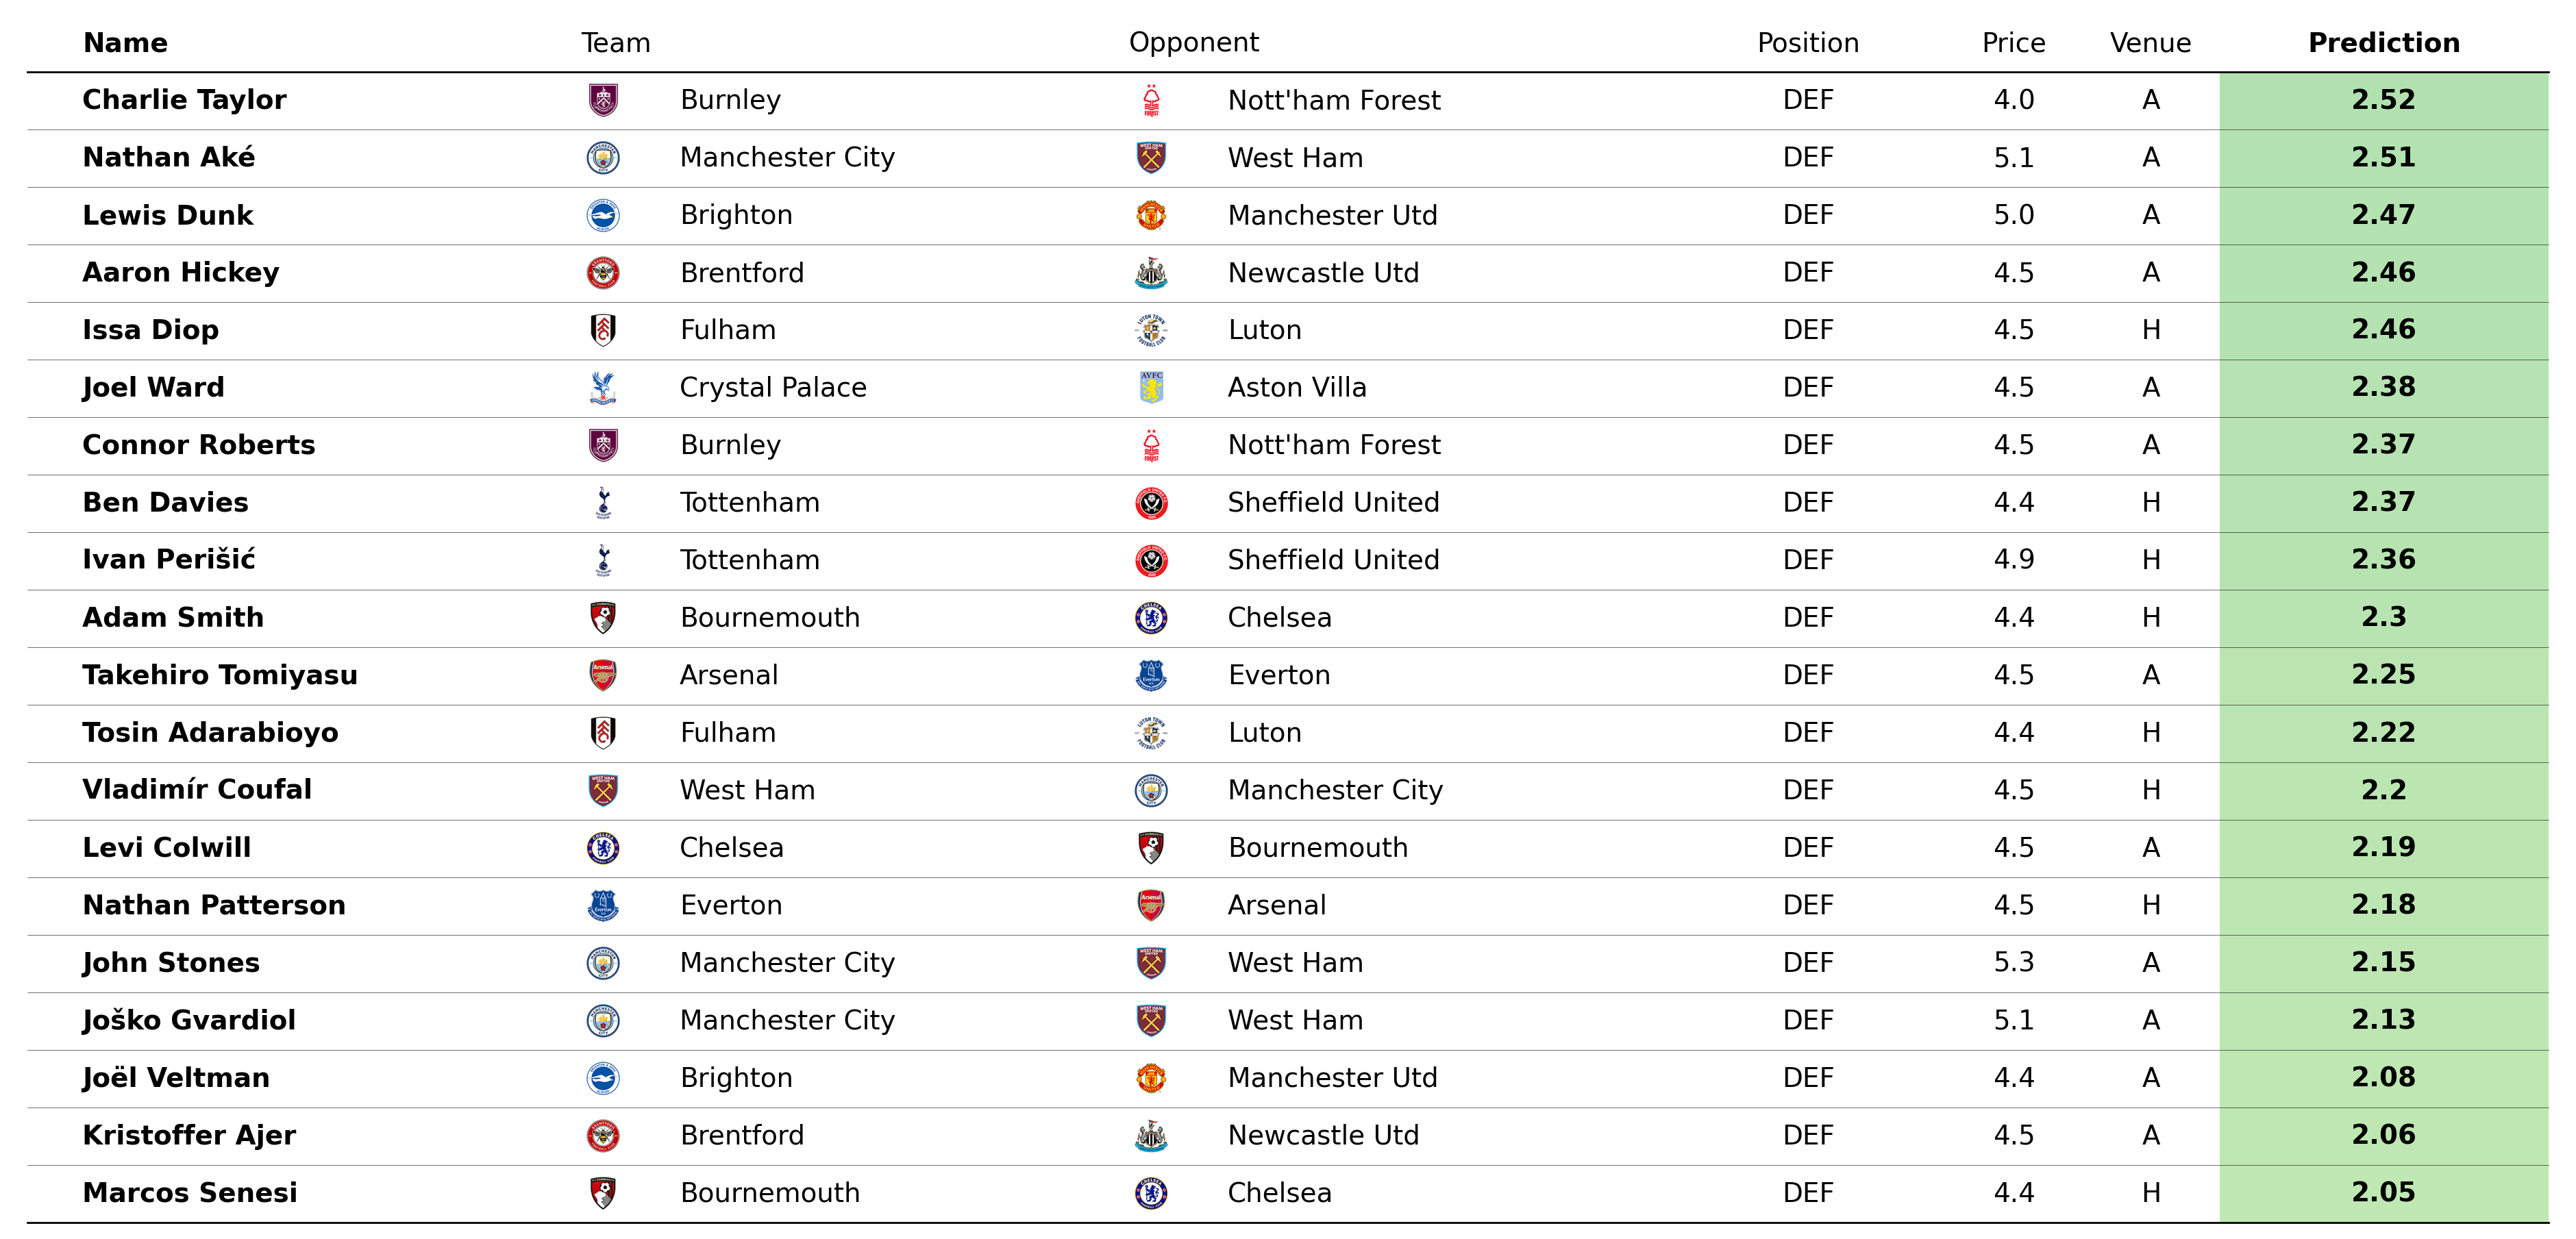 Name Team Opponent Position Price Venue Prediction
Charlie Taylor Burnley Nott'ham Forest DEF 4.0 A 2.52
Nathan Aké Manchester City West Ham DEF 5.1 A 2.51
Lewis Dunk Brighton Manchester Utd DEF 5.0 A 2.47
Aaron Hickey Brentford Newcastle Utd DEF 4.5 A 2.46
Issa Diop Fulham Luton DEF 4.5 H 2.46
Joel Ward Crystal Palace Aston Villa DEF 4.5 A 2.38
Connor Roberts Burnley Nott'ham Forest DEF 4.5 A 2.37
Ben Davies Tottenham Sheffield United DEF 4.4 H 2.37
Ivan Perišić Tottenham Sheffield United DEF 4.9 H 2.36
Adam Smith Bournemouth Chelsea DEF 4.4 H 2.3
Takehiro Tomiyasu Arsenal Everton DEF 4.5 A 2.25
Tosin Adarabioyo Fulham Luton DEF 4.4 H 2.22
Vladimír Coufal West Ham Manchester City DEF 4.5 H 2.2
Levi Colwill Chelsea Bournemouth DEF 4.5 A 2.19
Nathan Patterson Everton Arsenal DEF 4.5 H 2.18
John Stones Manchester City West Ham DEF 5.3 A 2.15
Joško Gvardiol Manchester City West Ham DEF 5.1 A 2.13
Joël Veltman Brighton Manchester Utd DEF 4.4 A 2.08
Kristoffer Ajer Brentford Newcastle Utd DEF 4.5 A 2.06
Marcos Senesi Bournemouth Chelsea DEF 4.4 H 2.05